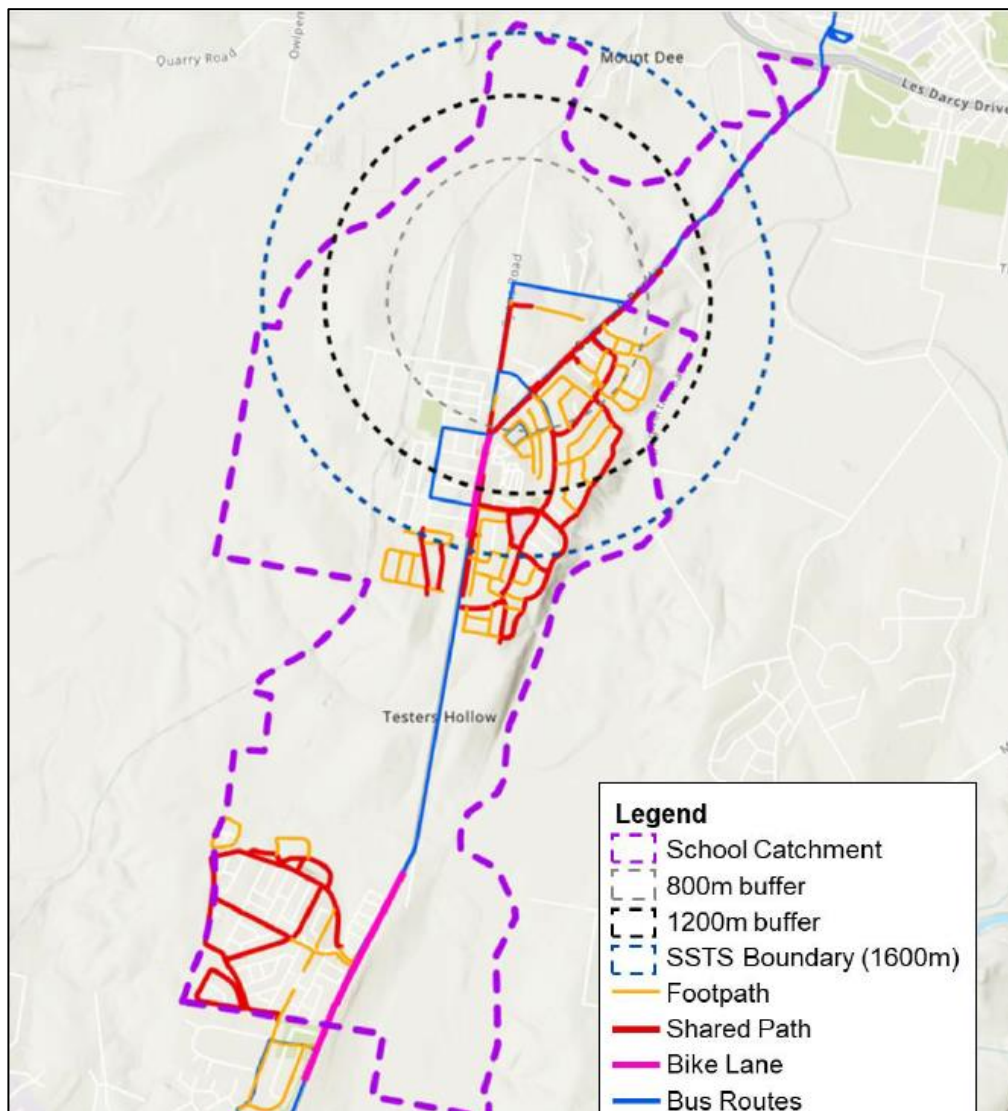 Quarry Road
Owlpen
Mount Dee
Les Darcy Drive
Road
Testers Hollow
Legend
School Catchment
800m buffer
1200m buffer
SSTS Boundary (1600m)
Footpath
Shared Path
Bike Lane
Bus Routes